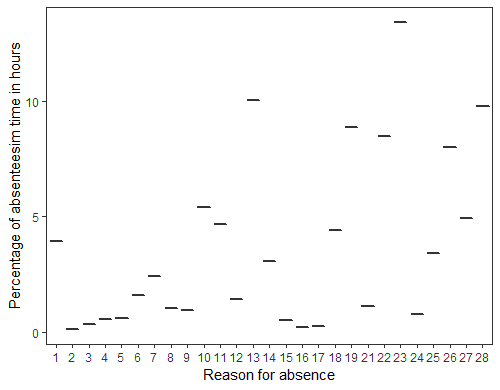 Percentage of absenteesim time in hours
10
5
0
1 2 3 4 5 6 7 8 9 10 11 12 13 14 15 16 17 18 19 21 22 23 24 25 26 27 28
Reason for absence